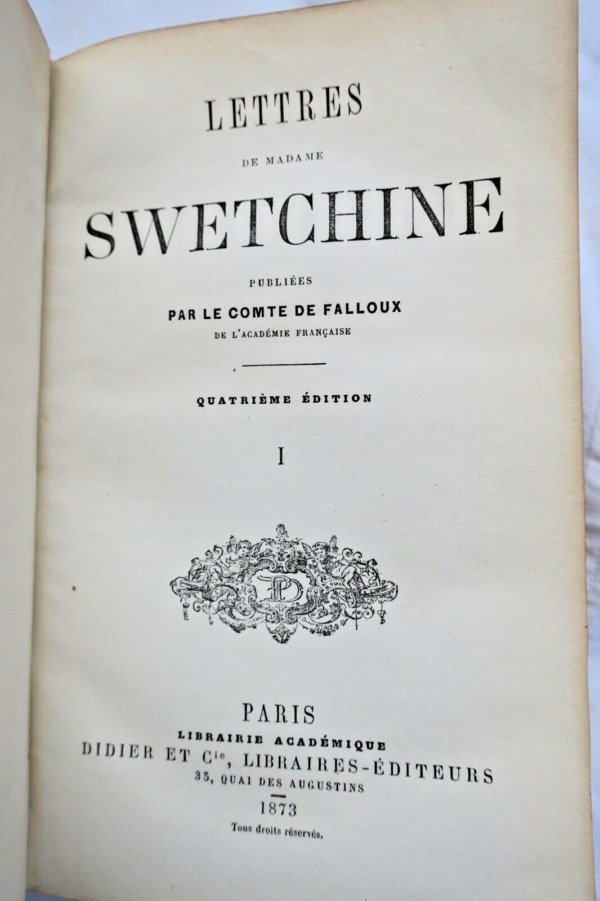 LETTRES
DE MADAME
SWETCHINE
PUBLIÉES
PAR LE COMTE DE FALLOUX
DE L'ACADÉMIE FRANÇAISE
QUATRIÈME ÉDITION
I
PARIS
LIBRAIRIE ACADÉMIQUE
DIDIER ET Cie, LIBRAIRES-ÉDITEURS
35, QUAI DES AUGUSTINS
1873
Tous droits réservés.